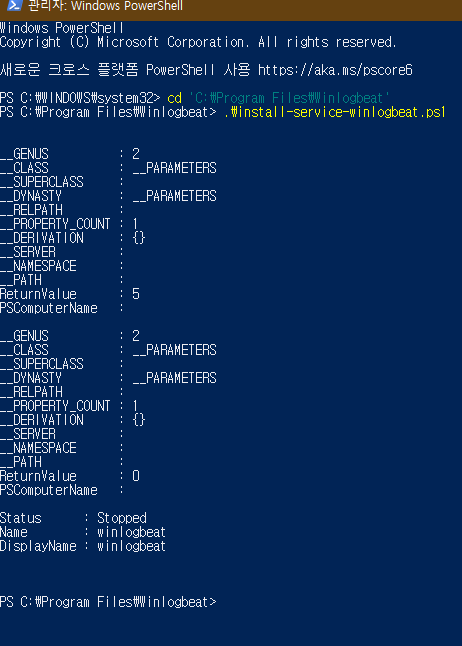 관리자: Windows PowerShell
Windows PowerShell
Copyright (C) Microsoft Corporation. All rights reserved.
새로운 크로스 플랫폼 PowerShell 사용 https://aka.ms/pscore6
PS C:₩WINDOWS₩system32> cd 'C:₩Program Files₩Winlogbeat'
PS C:₩Program Files₩Winlogbeat> .₩install-service-winlogbeat.ps1
__GENUS          : 2
__CLASS          : __PARAMETERS
__SUPERCLASS     :
__DYNASTY        : __PARAMETERS
__RELPATH        :
__PROPERTY_COUNT : 1
__DERIVATION     : {}
__SERVER         :
__NAMESPACE      :
__PATH           :
ReturnValue      : 5
PSComputerName   :
__GENUS          : 2
__CLASS          : __PARAMETERS
__SUPERCLASS     :
__DYNASTY        : __PARAMETERS
__RELPATH        :
__PROPERTY_COUNT : 1
__DERIVATION     : {}
__SERVER         :
__NAMESPACE      :
__PATH           :
ReturnValue      : 0
PSComputerName   :
Status      : Stopped
Name        : winlogbeat
DisplayName : winlogbeat
PS C:₩Program Files₩Winlogbeat>